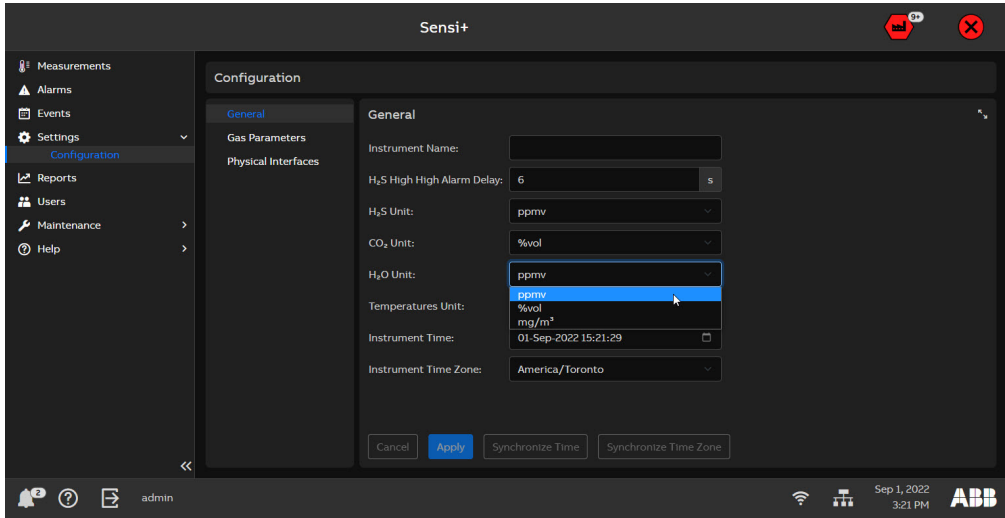 Sensi+
9+
Measurements
Alarms
Events
Settings
Configuration
Reports
Users
Maintenance
Help
Configuration
General
Gas Parameters
Physical Interfaces
General
Instrument Name:
H₂S High High Alarm Delay: 6 s
H₂S Unit: ppmv
CO₂ Unit: %vol
H₂O Unit: ppmv
ppmv
%vol
mg/m³
Temperatures Unit:
Instrument Time: 01-Sep-2022 15:21:29
Instrument Time Zone: America/Toronto
Cancel Apply Synchronize Time Synchronize Time Zone
2 admin
Sep 1, 2022
3:21 PM
ABB